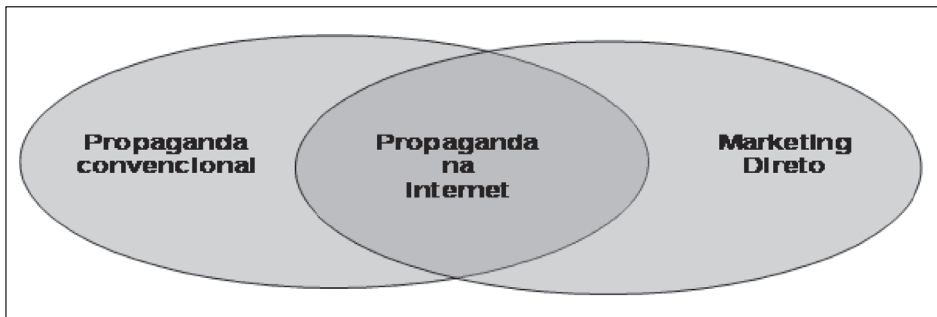 Propaganda
convencional
Propaganda
na
Internet
Marketing
Direto